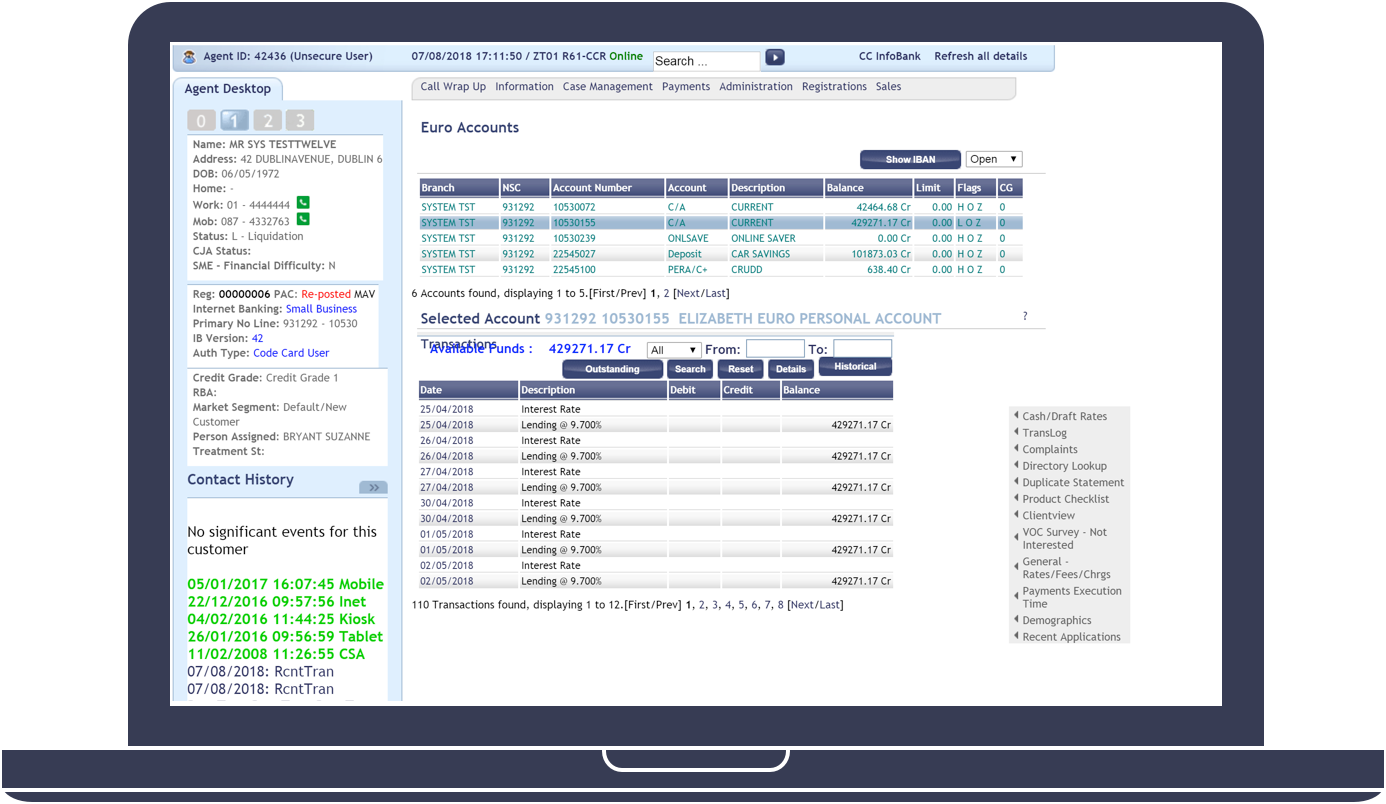 Agent ID: 42436 (Unsecure User) 07/08/2018 17:11:50 / ZT01 R61-CCR Online Search ... CC InfoBank Refresh all details
Agent Desktop
Call Wrap Up Information Case Management Payments Administration Registrations Sales
0 1 2 3
Name: MR SYS TESTTWELVE
Address: 42 DUBLINAVENUE, DUBLIN 6
DOB: 06/05/1972
Home: -
Work: 01 - 4444444
Mob: 087 - 4332763
Status: L - Liquidation
CJA Status:
SME - Financial Difficulty: N
Reg: 00000006 PAC: Re-posted MAV
Internet Banking: Small Business
Primary No Line: 931292 - 10530
IB Version: 42
Auth Type: Code Card User
Credit Grade: Credit Grade 1
RBA:
Market Segment: Default/New
Customer
Person Assigned: BRYANT SUZANNE
Treatment St:
Contact History
>>
No significant events for this
customer
05/01/2017 16:07:45 Mobile
22/12/2016 09:57:56 Inet
04/02/2016 11:44:25 Kiosk
26/01/2016 09:56:59 Tablet
11/02/2008 11:26:55 CSA
07/08/2018: RcntTran
07/08/2018: RcntTran
Euro Accounts
Show IBAN Open
Branch NSC Account Number Account Description Balance Limit Flags CG
SYSTEM TST 931292 10530072 C/A CURRENT 42464.68 Cr 0.00 H O Z 0
SYSTEM TST 931292 10530155 C/A CURRENT 429271.17 Cr 0.00 L O Z 0
SYSTEM TST 931292 10530239 ONLSAVE ONLINE SAVER 0.00 Cr 0.00 H O Z 0
SYSTEM TST 931292 22545027 Deposit CAR SAVINGS 101873.03 Cr 0.00 H O Z 0
SYSTEM TST 931292 22545100 PERA/C+ CRUDD 638.40 Cr 0.00 H O Z 0
6 Accounts found, displaying 1 to 5.[First/Prev] 1, 2 [Next/Last]
Selected Account 931292 10530155 ELIZABETH EURO PERSONAL ACCOUNT ?
Transactions
Available Funds : 429271.17 Cr All From: To:
Outstanding Search Reset Details Historical
Date Description Debit Credit Balance
25/04/2018 Interest Rate
25/04/2018 Lending @ 9.700% 429271.17 Cr
26/04/2018 Interest Rate
26/04/2018 Lending @ 9.700% 429271.17 Cr
27/04/2018 Interest Rate
27/04/2018 Lending @ 9.700% 429271.17 Cr
30/04/2018 Interest Rate
30/04/2018 Lending @ 9.700% 429271.17 Cr
01/05/2018 Interest Rate
01/05/2018 Lending @ 9.700% 429271.17 Cr
02/05/2018 Interest Rate
02/05/2018 Lending @ 9.700% 429271.17 Cr
110 Transactions found, displaying 1 to 12.[First/Prev] 1, 2, 3, 4, 5, 6, 7, 8 [Next/Last]
Cash/Draft Rates
TransLog
Complaints
Directory Lookup
Duplicate Statement
Product Checklist
Clientview
VOC Survey - Not
Interested
General -
Rates/Fees/Chrgs
Payments Execution
Time
Demographics
Recent Applications